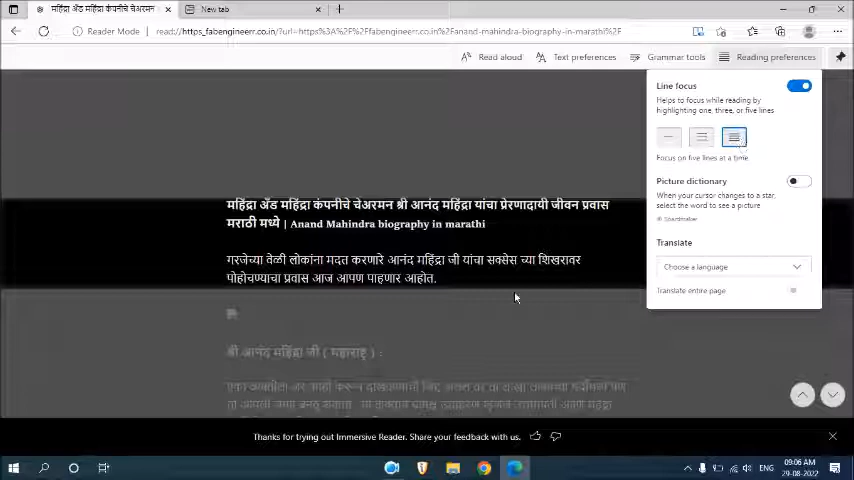 महिंद्रा अँड महिंद्रा कंपनीचे चेअरमन
New tab
Reader Mode
read://https_fabengineerr.co.in/?url=https%3A%2F%2Ffabengineerr.co.in%2Fanand-mahindra-biography-in-marathi%2F
Read aloud
Text preferences
Grammar tools
Reading preferences
Line focus
Helps to focus while reading by
highlighting one, three, or five lines
Focus on five lines at a time
Picture dictionary
When your cursor changes to a star,
select the word to see a picture
© Boardmaker
Translate
Choose a language
Translate entire page
महिंद्रा अँड महिंद्रा कंपनीचे चेअरमन श्री आनंद महिंद्रा यांचा प्रेरणादायी जीवन प्रवास
मराठी मध्ये | Anand Mahindra biography in marathi
गरजेच्या वेळी लोकांना मदत करणारे आनंद महिंद्रा जी यांचा सक्सेस च्या शिखरावर
पोहोचण्याचा प्रवास आज आपण पाहणार आहोत.
श्री आनंद महिंद्रा जी ( महाराष्ट्र ) :
Thanks for trying out Immersive Reader. Share your feedback with us.
ENG
09:06 AM
29-08-2022